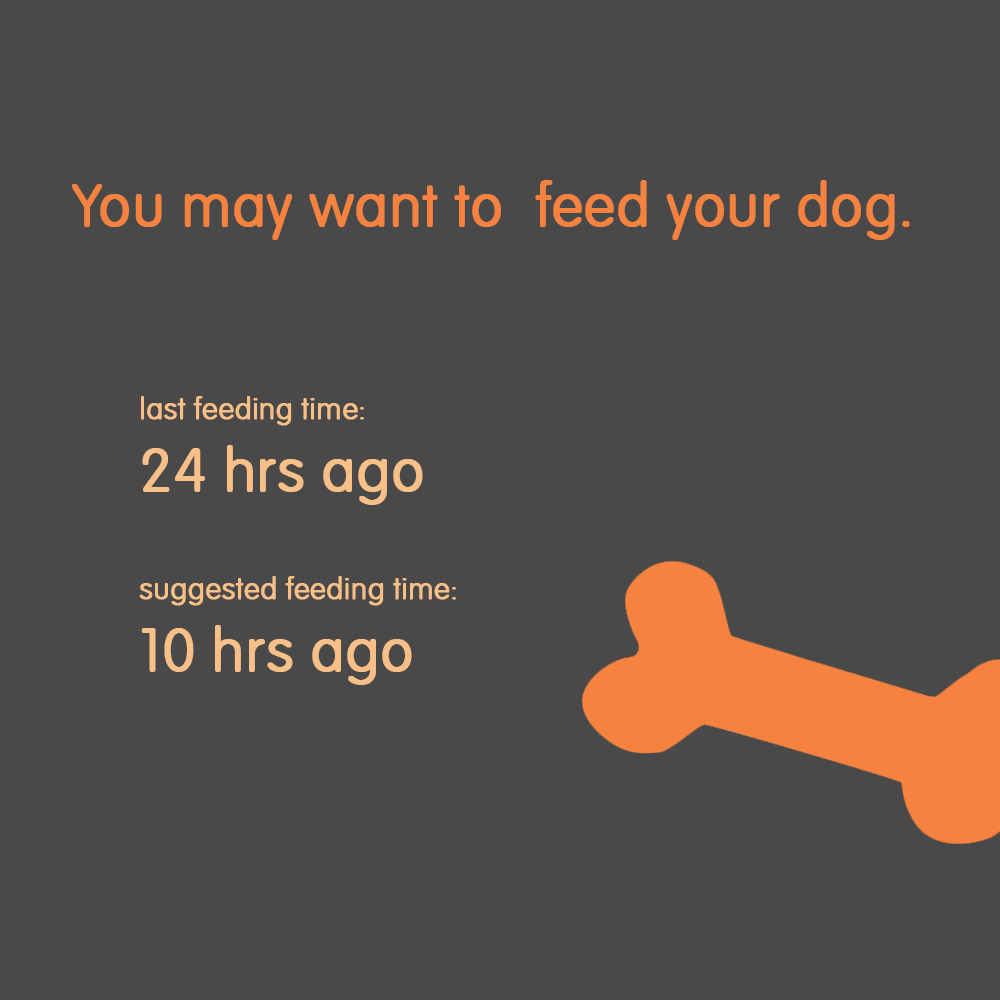 You may want to  feed your dog.
last feeding time:
24 hrs ago
suggested feeding time:
10 hrs ago